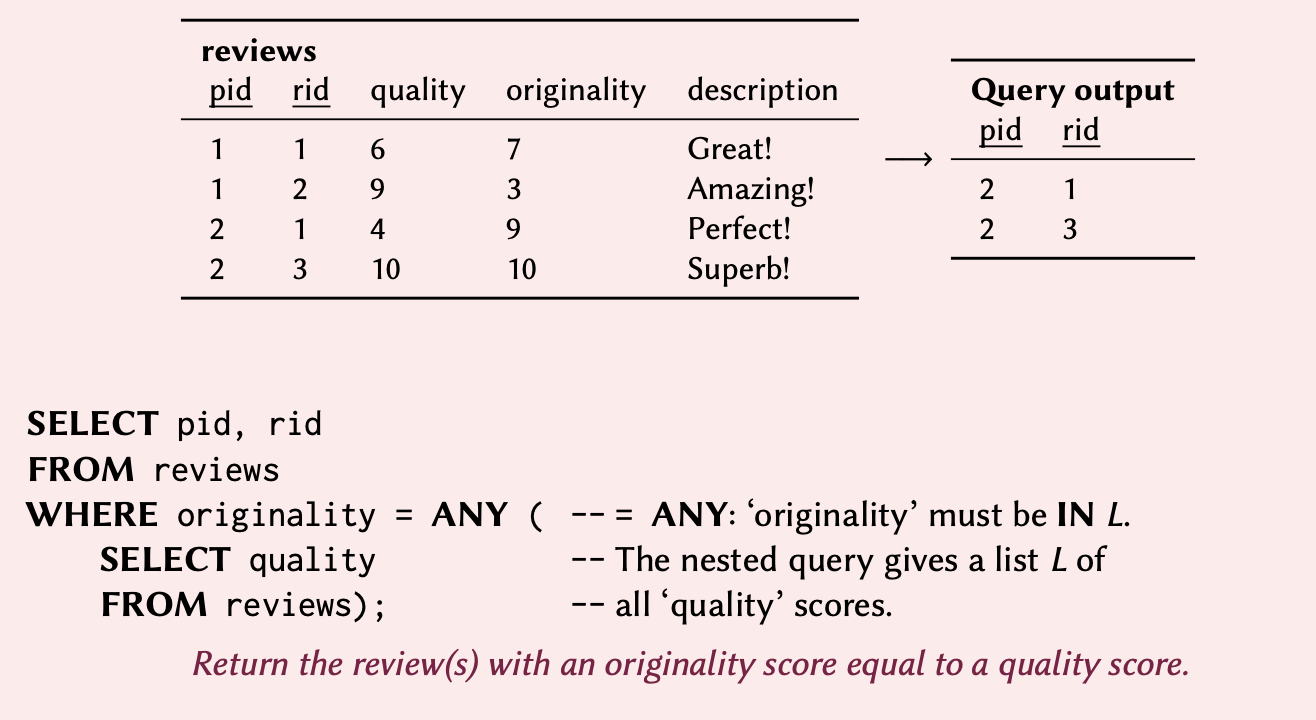 reviews
pid rid quality originality description
1 1 6 7 Great!
1 2 9 3 Amazing!
2 1 4 9 Perfect!
2 3 10 10 Superb!
⟶
Query output
pid rid
2 1
2 3
SELECT pid, rid
FROM reviews
WHERE originality = ANY ( -- = ANY: ‘originality’ must be IN L.
SELECT quality -- The nested query gives a list L of
FROM reviews); -- all ‘quality’ scores.
Return the review(s) with an originality score equal to a quality score.